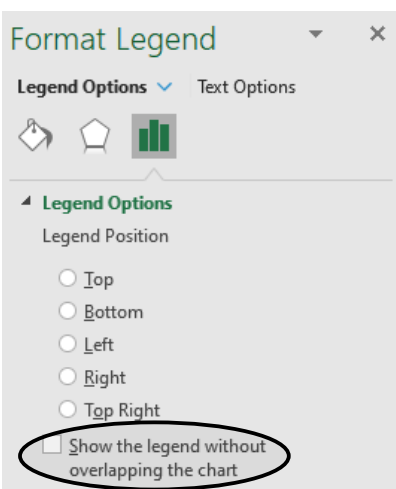 Format Legend
Legend Options Text Options
Legend Options
Legend Position
Top
Bottom
Left
Right
Top Right
Show the legend without
overlapping the chart